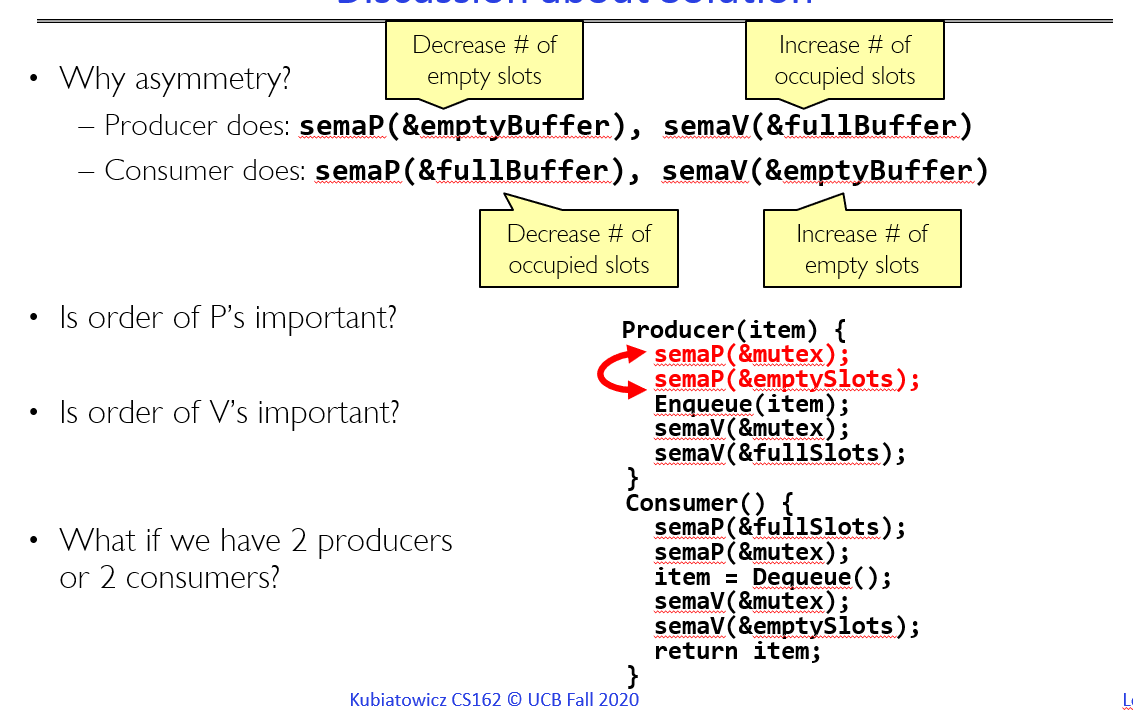 Discussion about Solution
Decrease # of
empty slots
Increase # of
occupied slots
• Why asymmetry?
– Producer does: semaP(&emptyBuffer), semaV(&fullBuffer)
– Consumer does: semaP(&fullBuffer), semaV(&emptyBuffer)
Decrease # of
occupied slots
Increase # of
empty slots
• Is order of P’s important?
• Is order of V’s important?
• What if we have 2 producers
or 2 consumers?
Producer(item) {
semaP(&mutex);
semaP(&emptySlots);
Enqueue(item);
semaV(&mutex);
semaV(&fullSlots);
}
Consumer() {
semaP(&fullSlots);
semaP(&mutex);
item = Dequeue();
semaV(&mutex);
semaV(&emptySlots);
return item;
}
Kubiatowicz CS162 © UCB Fall 2020